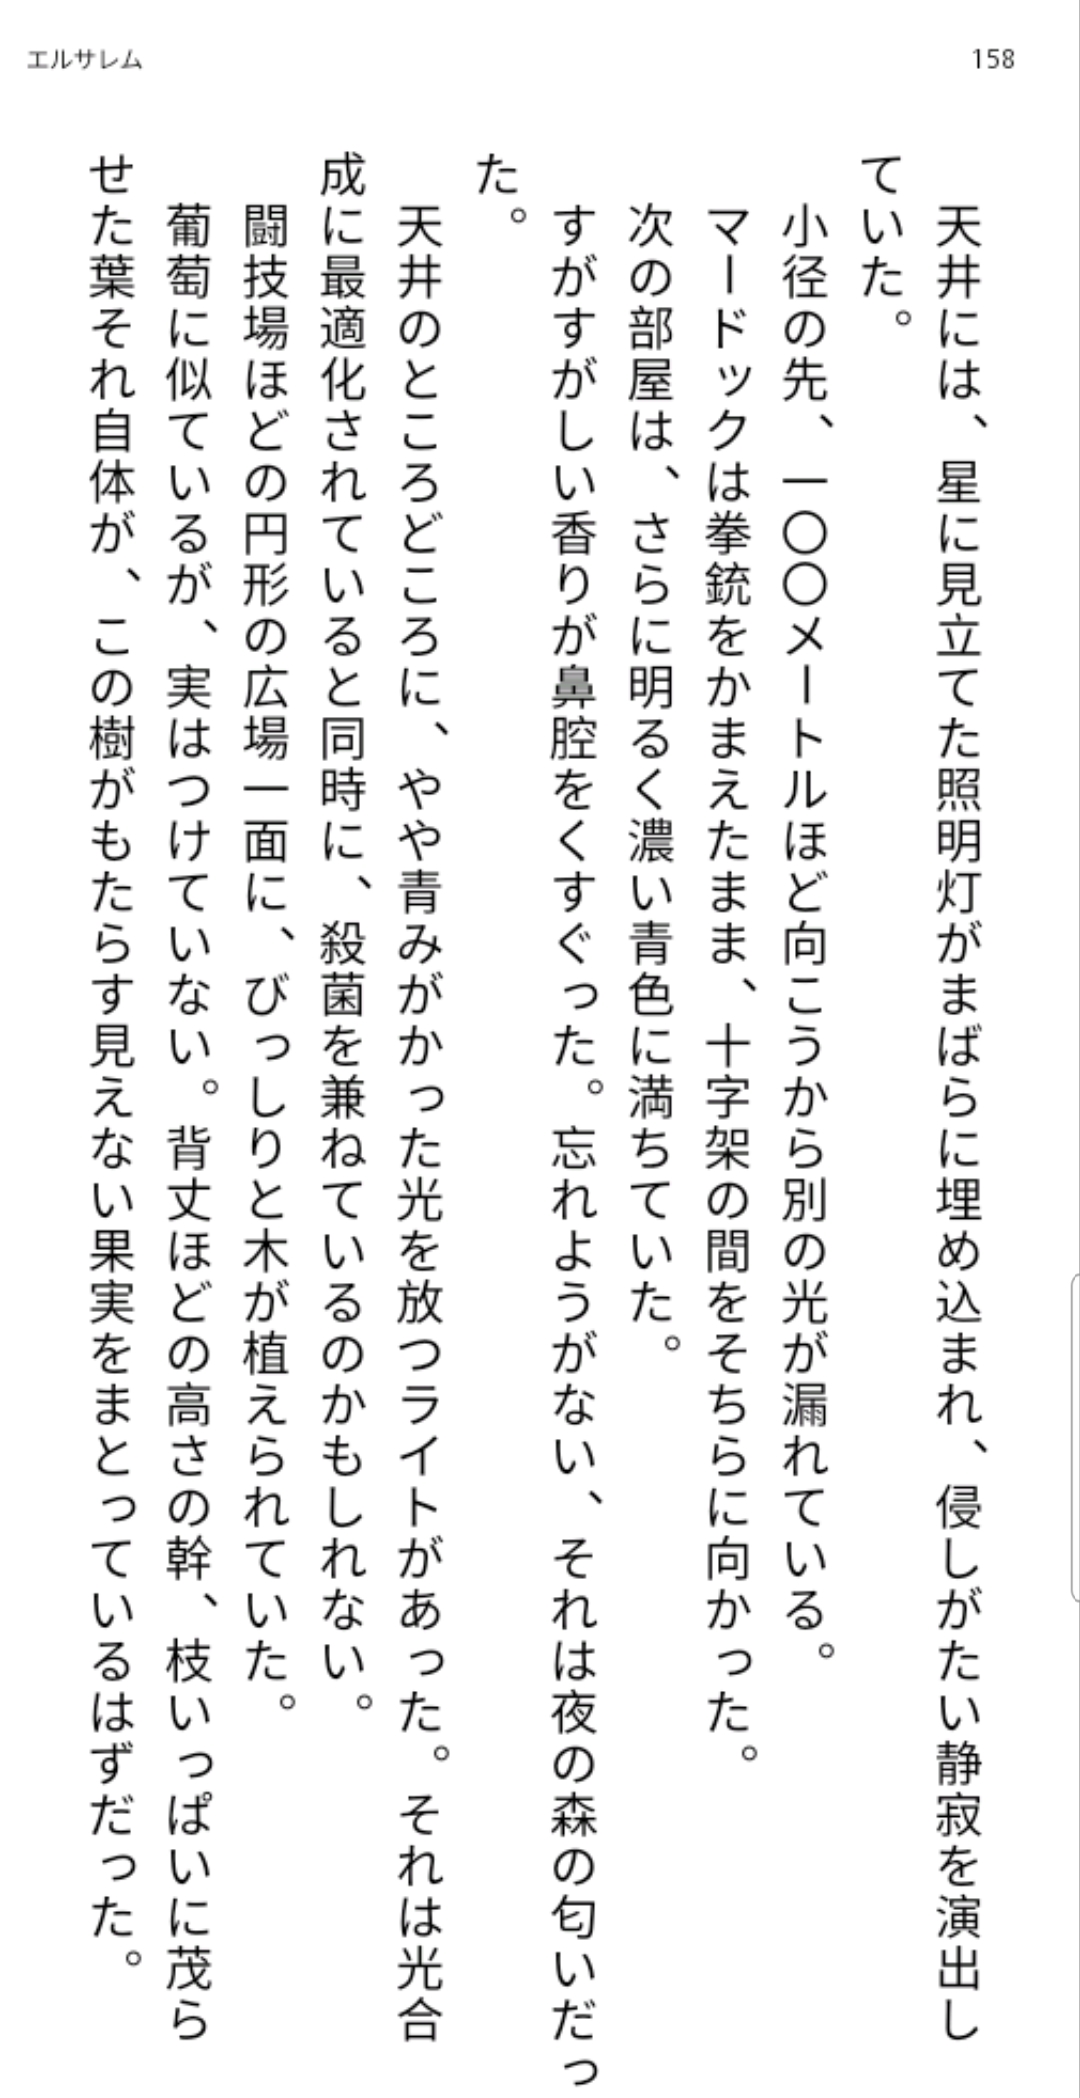 エルサレム
158
天井には、星に見立てた照明灯がまばらに埋め込まれ、侵しがたい静寂を演出し
ていた。
小径の先、一〇〇メートルほど向こうから別の光が漏れている。
マードックは拳銃をかまえたまま、十字架の間をそちらに向かった。
次の部屋は、さらに明るく濃い青色に満ちていた。
すがすがしい香りが鼻腔をくすぐった。忘れようがない、それは夜の森の匂いだっ
た。
天井のところどころに、やや青みがかった光を放つライトがあった。それは光合
成に最適化されていると同時に、殺菌を兼ねているのかもしれない。
闘技場ほどの円形の広場一面に、びっしりと木が植えられていた。
葡萄に似ているが、実はつけていない。背丈ほどの高さの幹、枝いっぱいに茂ら
せた葉それ自体が、この樹がもたらす見えない果実をまとっているはずだった。